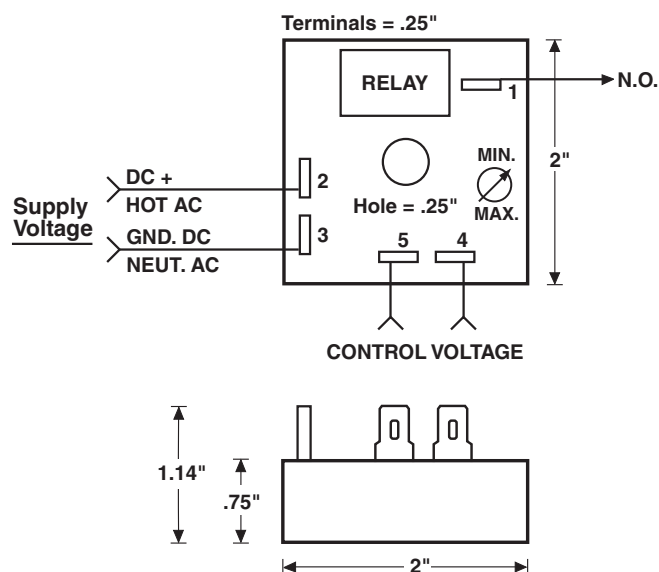 Terminals = .25"
RELAY
1
N.O.
MIN.
MAX.
2"
DC +
HOT AC
2
Supply
Voltage
Hole = .25"
GND. DC
NEUT. AC
3
5
4
CONTROL VOLTAGE
1.14"
.75"
2"